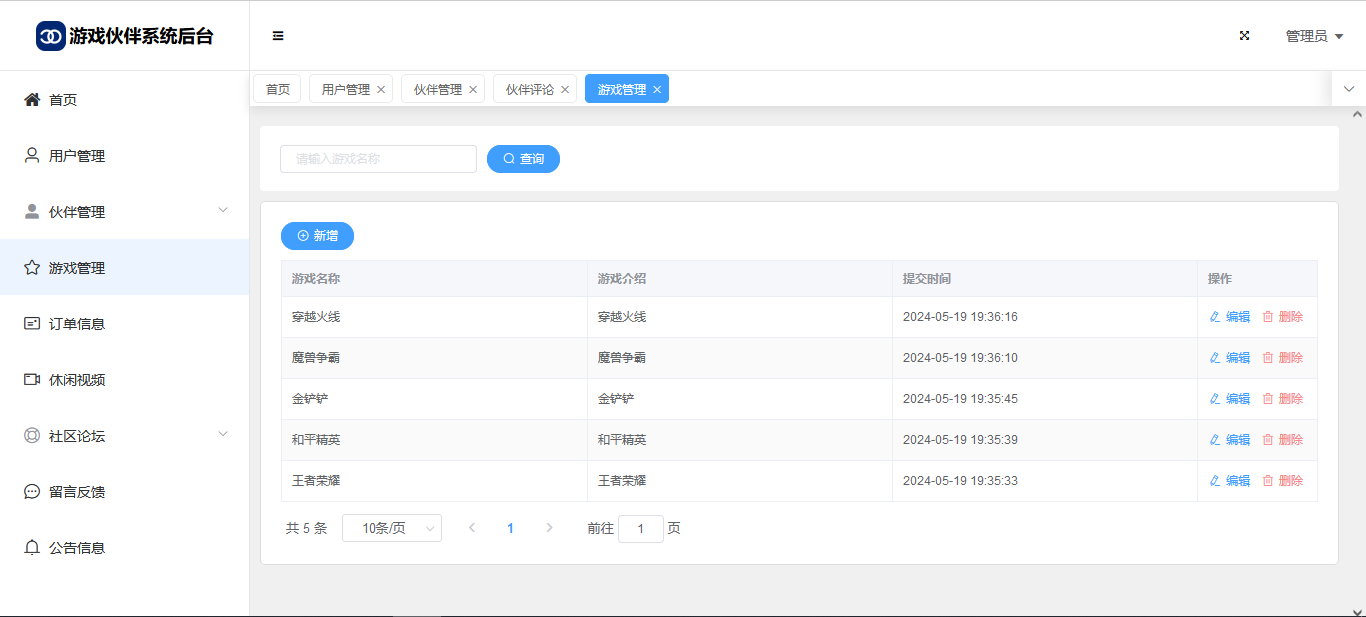 游戏伙伴系统后台
管理员
首页
用户管理
伙伴管理
游戏管理
订单信息
休闲视频
社区论坛
留言反馈
公告信息
首页 用户管理 伙伴管理 伙伴评论 游戏管理
请输入游戏名称 查询
新增
游戏名称 游戏介绍 提交时间 操作
穿越火线 穿越火线 2024-05-19 19:36:16 编辑 删除
魔兽争霸 魔兽争霸 2024-05-19 19:36:10 编辑 删除
金铲铲 金铲铲 2024-05-19 19:35:45 编辑 删除
和平精英 和平精英 2024-05-19 19:35:39 编辑 删除
王者荣耀 王者荣耀 2024-05-19 19:35:33 编辑 删除
共 5 条 10条/页 1 前往 1 页